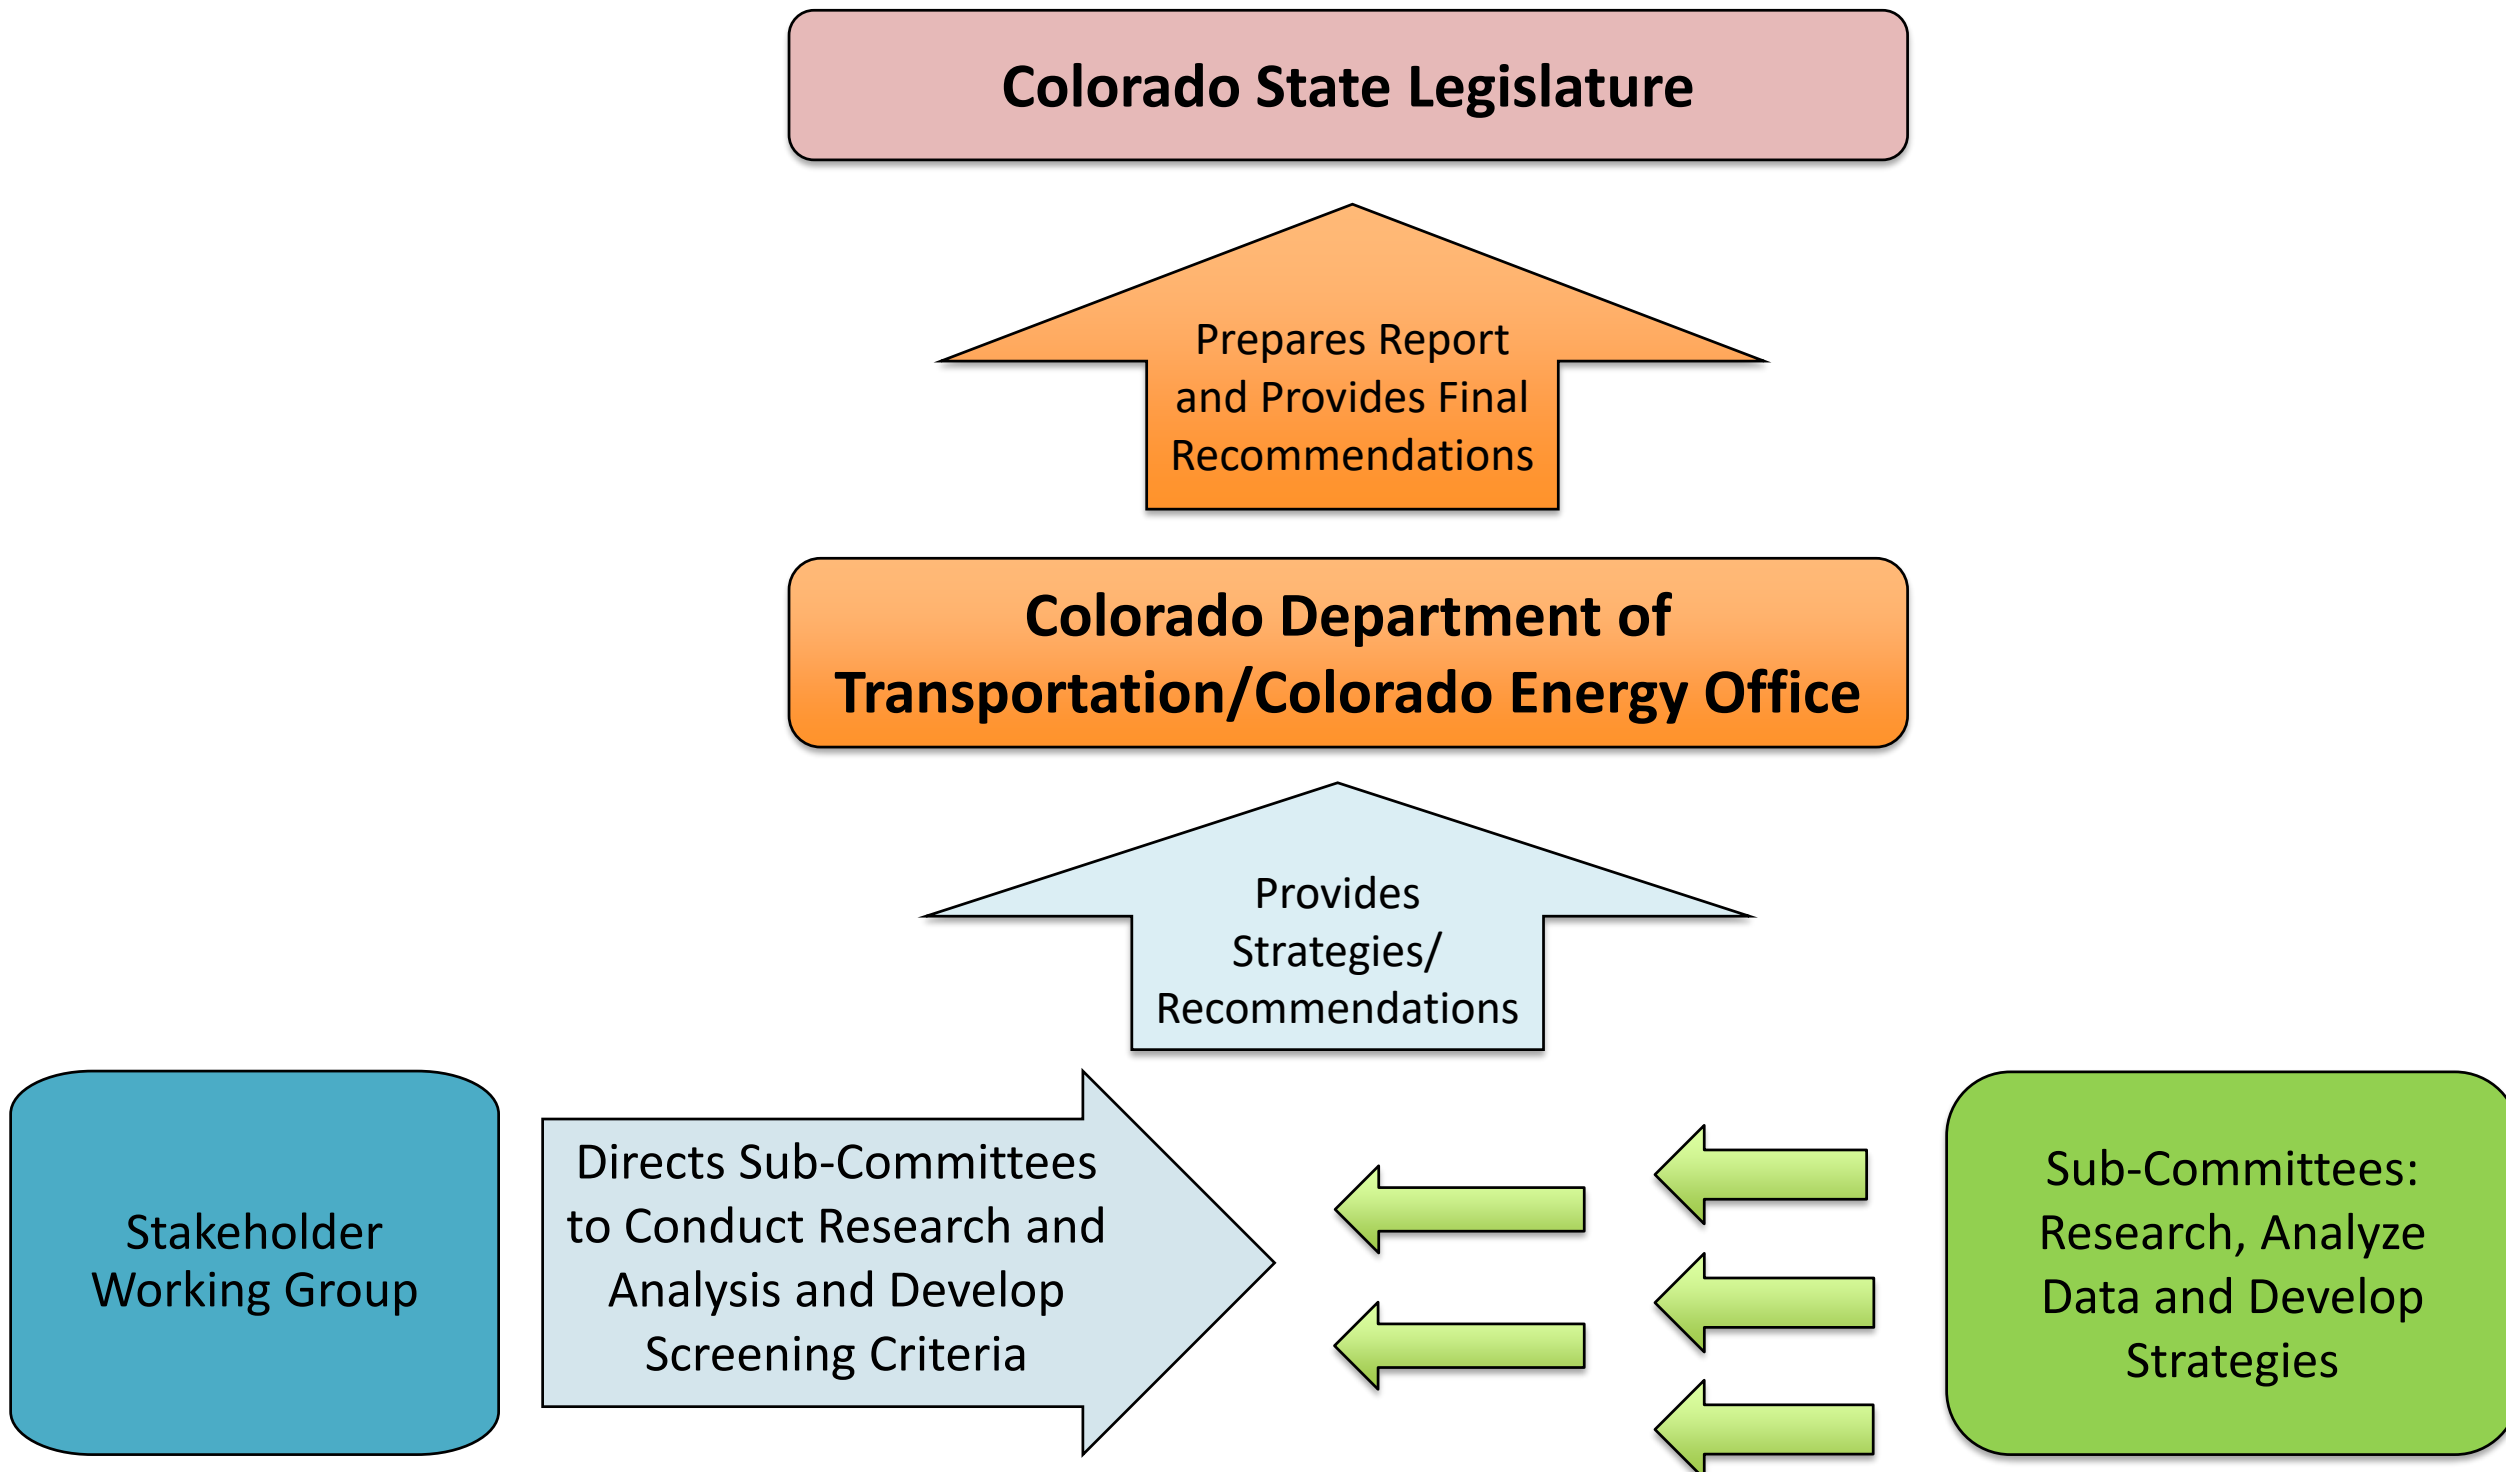 Colorado State Legislature
Prepares Report
and Provides Final
Recommendations
Colorado Department of
Transportation/Colorado Energy Office
Provides
Strategies/
Recommendations
Stakeholder
Working Group
Directs Sub-Committees
to Conduct Research and
Analysis and Develop
Screening Criteria
Sub-Committees:
Research, Analyze
Data and Develop
Strategies